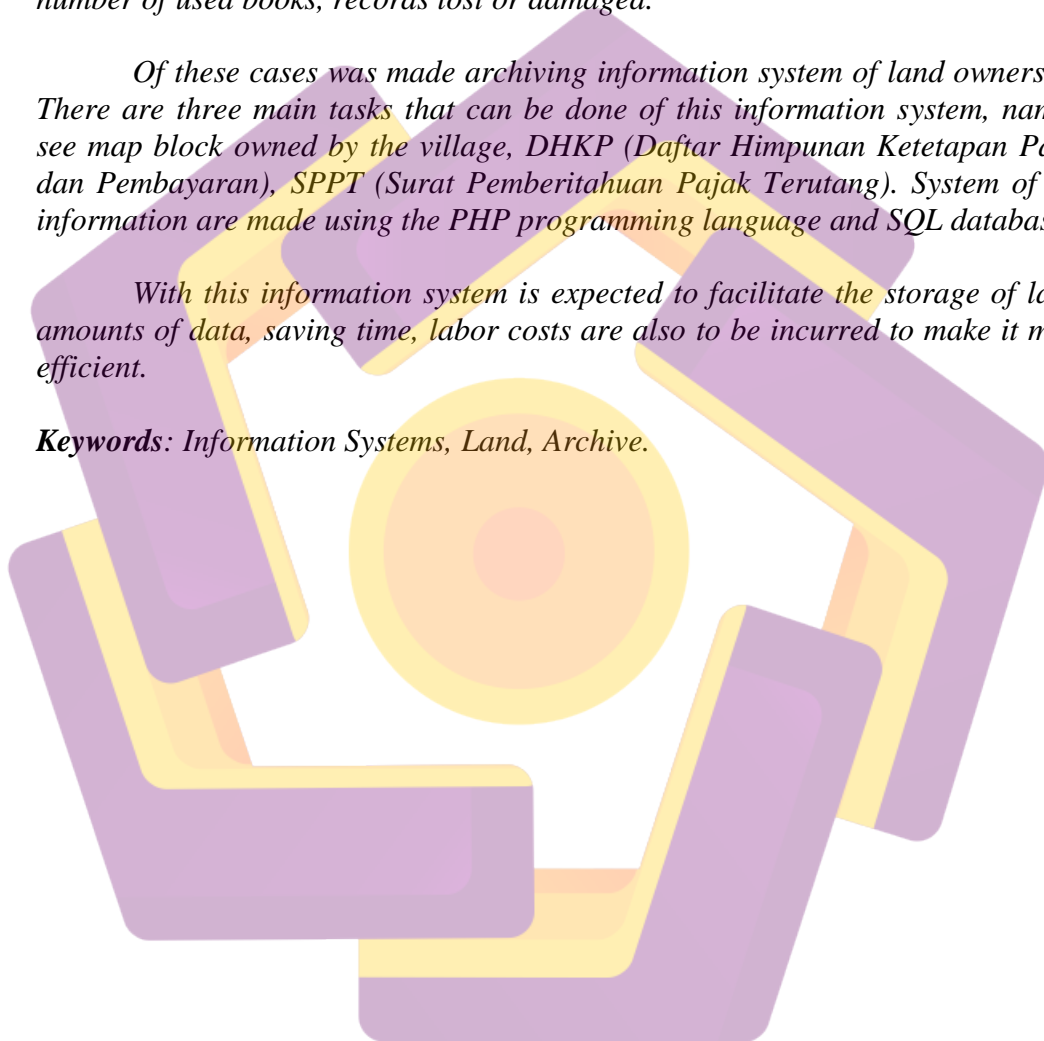 number of used books, records lost or damaged.
Of these cases was made archiving information system of land owners
There are three main tasks that can be done of this information system, nam
see map block owned by the village, DHKP (Daftar Himpunan Ketetapan Pa
dan Pembayaran), SPPT (Surat Pemberitahuan Pajak Terutang). System of
information are made using the PHP programming language and SQL databas
With this information system is expected to facilitate the storage of la
amounts of data, saving time, labor costs are also to be incurred to make it m
efficient.
Keywords: Information Systems, Land, Archive.